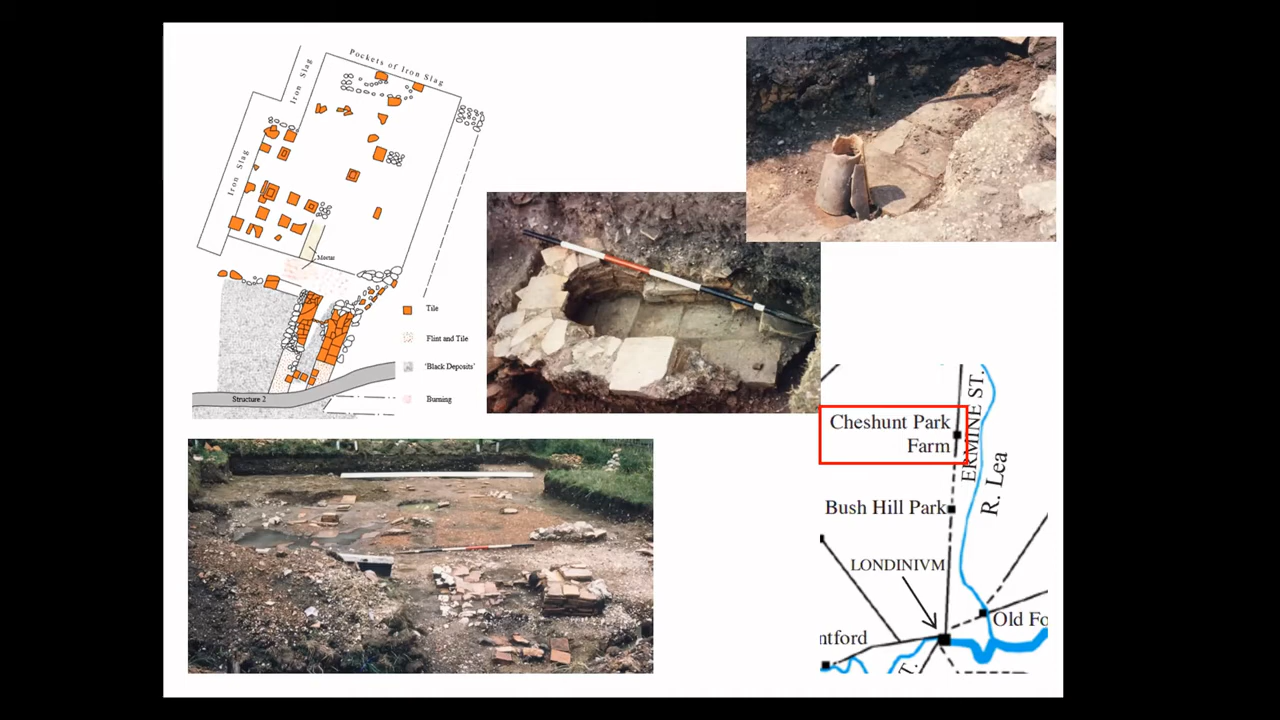 Pockets of Iron Slag
Iron Slag
Iron Slag
Mortar
Tile
Flint and Tile
'Black Deposits'
Burning
Structure 2
Cheshunt Park
Farm
ERMINE ST.
R. Lea
Bush Hill Park
LONDINIVM
Old Fo
ntford
T.